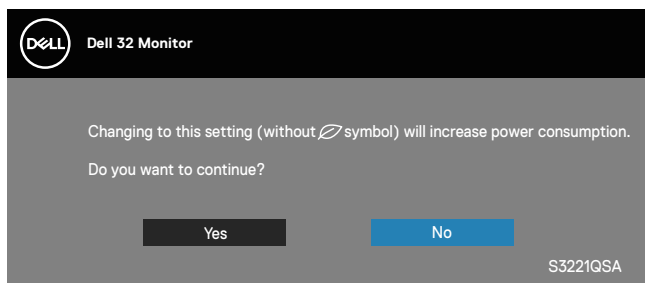 DELL
Dell 32 Monitor
Changing to this setting (without symbol) will increase power consumption.
Do you want to continue?
Yes
No
S3221QSA